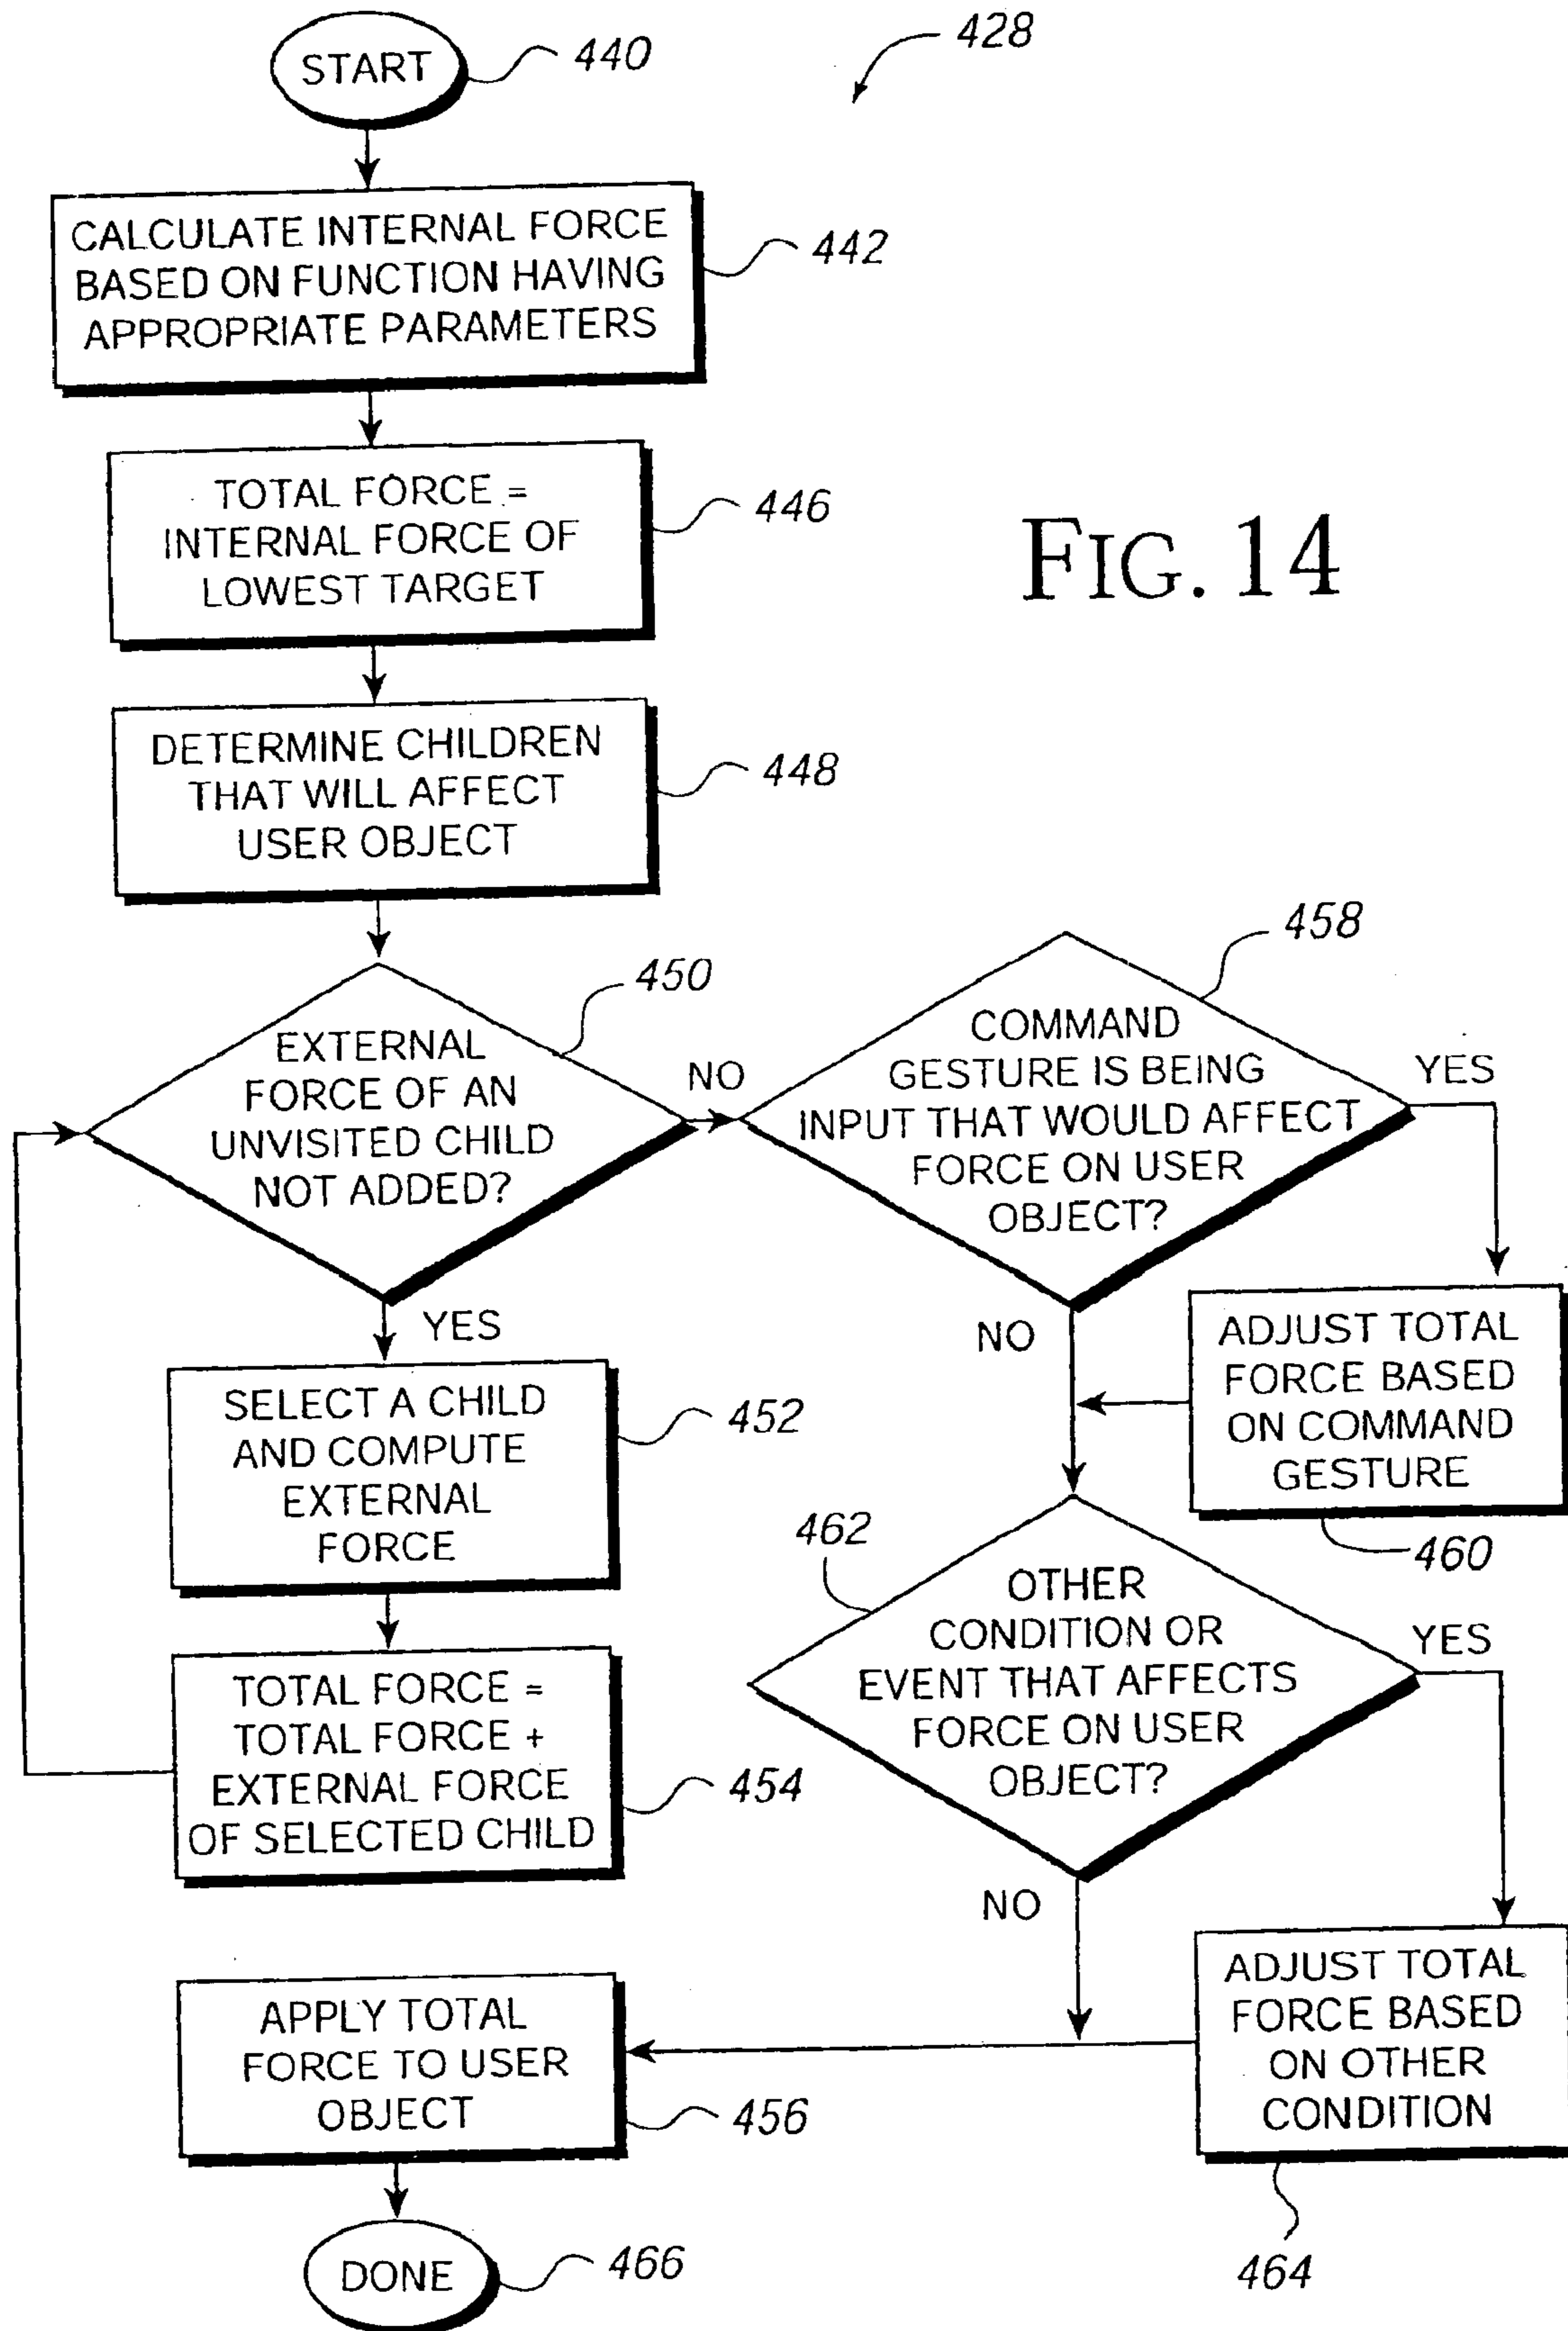 428
START
440
CALCULATE INTERNAL FORCE
BASED ON FUNCTION HAVING
APPROPRIATE PARAMETERS
442
TOTAL FORCE =
INTERNAL FORCE OF
LOWEST TARGET
446
FIG. 14
DETERMINE CHILDREN
THAT WILL AFFECT
USER OBJECT
448
EXTERNAL
FORCE OF AN
UNVISITED CHILD
NOT ADDED?
450
NO
YES
COMMAND
GESTURE IS BEING
INPUT THAT WOULD AFFECT
FORCE ON USER
OBJECT?
458
YES
NO
SELECT A CHILD
AND COMPUTE
EXTERNAL
FORCE
452
ADJUST TOTAL
FORCE BASED
ON COMMAND
GESTURE
460
TOTAL FORCE =
TOTAL FORCE +
EXTERNAL FORCE
OF SELECTED CHILD
454
462
OTHER
CONDITION OR
EVENT THAT AFFECTS
FORCE ON USER
OBJECT?
YES
NO
ADJUST TOTAL
FORCE BASED
ON OTHER
CONDITION
464
APPLY TOTAL
FORCE TO USER
OBJECT
456
DONE
466